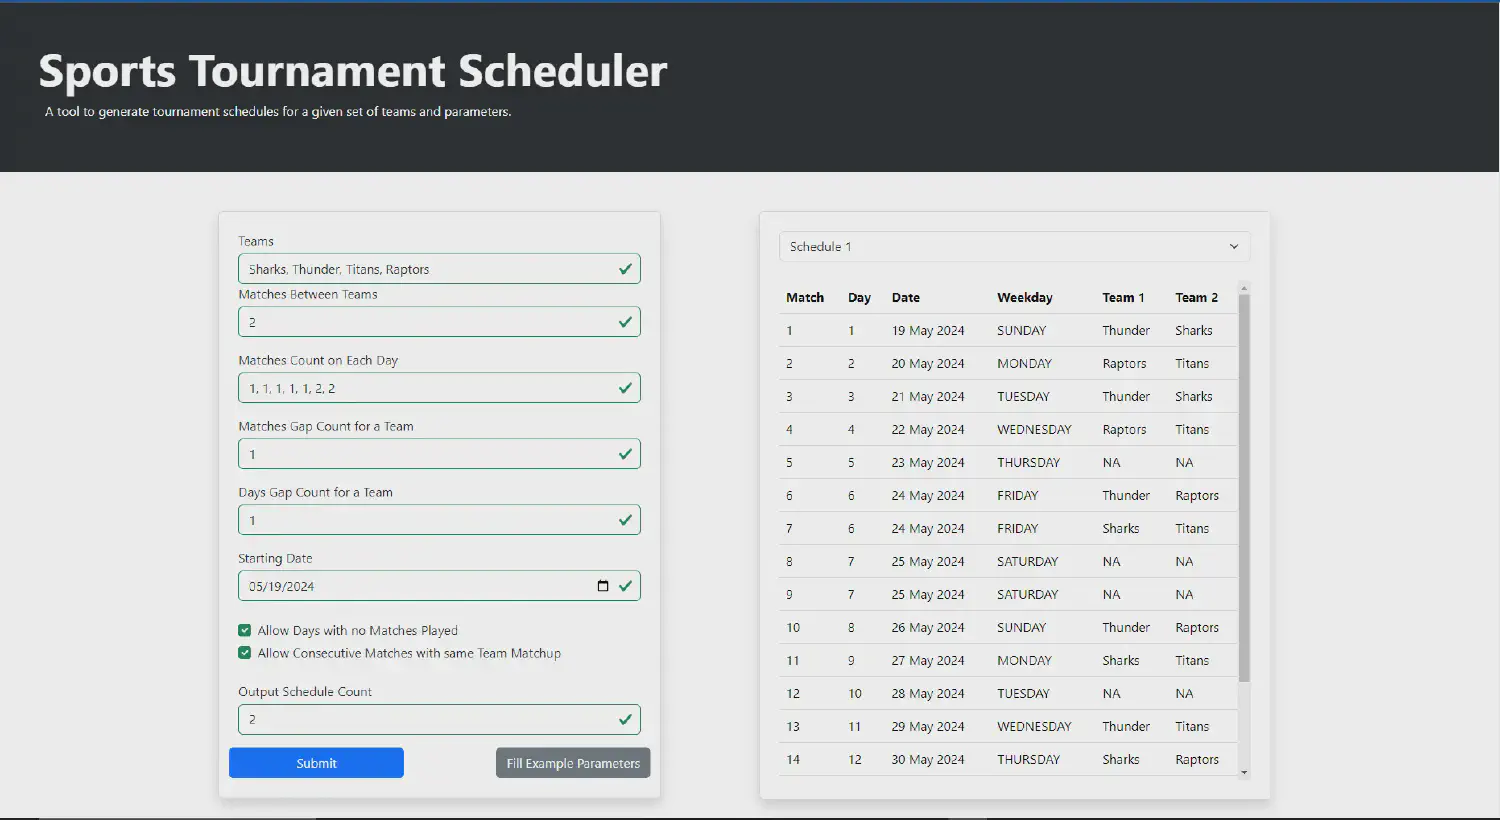 Sports Tournament Scheduler
A tool to generate tournament schedules for a given set of teams and parameters.
Teams
Sharks, Thunder, Titans, Raptors
Matches Between Teams
2
Matches Count on Each Day
1, 1, 1, 1, 1, 2, 2
Matches Gap Count for a Team
1
Days Gap Count for a Team
1
Starting Date
05/19/2024
Allow Days with no Matches Played
Allow Consecutive Matches with same Team Matchup
Output Schedule Count
2
Submit Fill Example Parameters
Schedule 1
Match Day Date Weekday Team 1 Team 2
1 1 19 May 2024 SUNDAY Thunder Sharks
2 2 20 May 2024 MONDAY Raptors Titans
3 3 21 May 2024 TUESDAY Thunder Sharks
4 4 22 May 2024 WEDNESDAY Raptors Titans
5 5 23 May 2024 THURSDAY NA NA
6 6 24 May 2024 FRIDAY Thunder Raptors
7 6 24 May 2024 FRIDAY Sharks Titans
8 7 25 May 2024 SATURDAY NA NA
9 7 25 May 2024 SATURDAY NA NA
10 8 26 May 2024 SUNDAY Thunder Raptors
11 9 27 May 2024 MONDAY Sharks Titans
12 10 28 May 2024 TUESDAY NA NA
13 11 29 May 2024 WEDNESDAY Thunder Titans
14 12 30 May 2024 THURSDAY Sharks Raptors